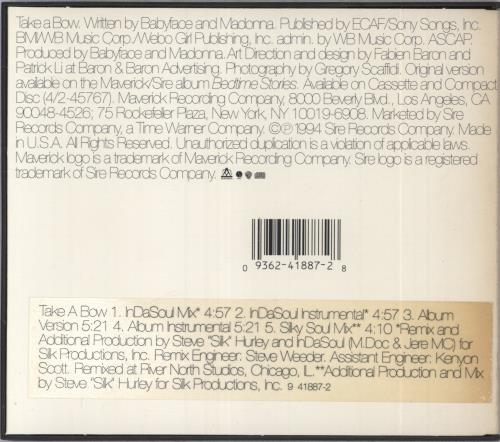 Take a Bow. Written by Babyface and Madonna. Published by ECAF/Sony Songs, Inc.
BMI/WB Music Corp./Webo Girl Publishing, Inc. admin. by WB Music Corp. ASCAP.
Produced by Babyface and Madonna. Art Direction and design by Fabien Baron and
Patrick Li at Baron & Baron Advertising. Photography by Gregory Scaffidi. Original version
available on the Maverick/Sire album Bedtime Stories. Available on Cassette and Compact
Disc (4/2-45767). Maverick Recording Company, 8000 Beverly Blvd., Los Angeles, CA
90048-4526; 75 Rockefeller Plaza, New York, NY 10019-6908. Marketed by Sire
Records Company, a Time Warner Company. ©℗ 1994 Sire Records Company. Made
in U.S.A. All Rights Reserved. Unauthorized duplication is a violation of applicable laws.
Maverick logo is a trademark of Maverick Recording Company. Sire logo is a registered
trademark of Sire Records Company.
0 9362-41887-2 8
Take A Bow 1. InDaSoul Mix* 4:57 2. InDaSoul Instrumental* 4:57 3. Album
Version 5:21 4. Album Instrumental 5:21 5. Silky Soul Mix** 4:10 *Remix and
Additional Production by Steve "Silk" Hurley and InDaSoul (M.Doc & Jere MC) for
Silk Productions, Inc. Remix Engineer: Steve Weeder. Assistant Engineer: Kenyon
Scott. Remixed at River North Studios, Chicago, IL.**Additional Production and Mix
by Steve "Silk" Hurley for Silk Productions, Inc. 9 41887-2